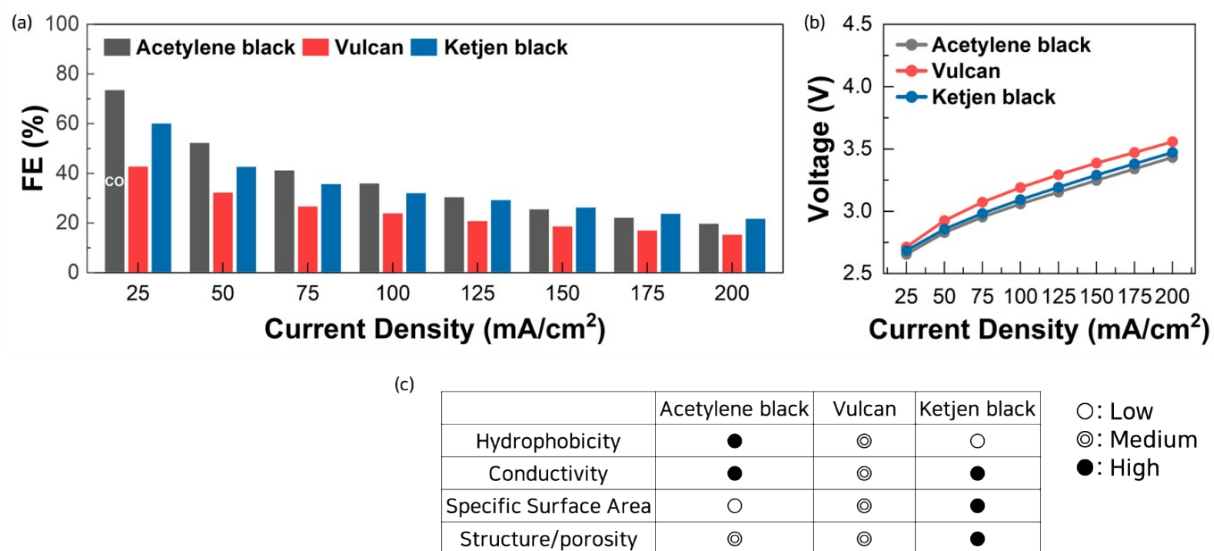 (a)
100
80
60
40
20
0
FE (%)
Acetylene black Vulcan Ketjen black
CO
25 50 75 100 125 150 175 200
Current Density (mA/cm²)
(b)
4.5
4.0
3.5
3.0
2.5
Voltage (V)
Acetylene black
Vulcan
Ketjen black
25 50 75 100 125 150 175 200
Current Density (mA/cm²)
(c)
Acetylene black Vulcan Ketjen black
Hydrophobicity ● ◎ ○
Conductivity ● ◎ ●
Specific Surface Area ○ ◎ ●
Structure/porosity ◎ ◎ ●
○: Low
◎: Medium
●: High